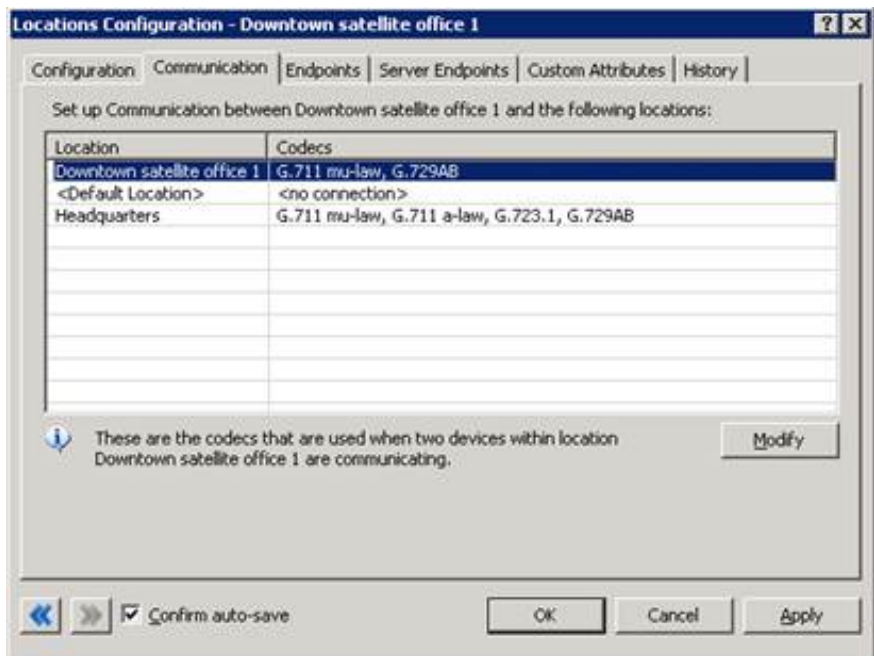 Locations Configuration - Downtown satellite office 1
Configuration Communication Endpoints Server Endpoints Custom Attributes History
Set up Communication between Downtown satellite office 1 and the following locations:
Location Codecs
Downtown satellite office 1 G.711 mu-law, G.729AB
<Default Location> <no connection>
Headquarters G.711 mu-law, G.711 a-law, G.723.1, G.729AB
These are the codecs that are used when two devices within location
Downtown satellite office 1 are communicating.
Modify
Confirm auto-save OK Cancel Apply